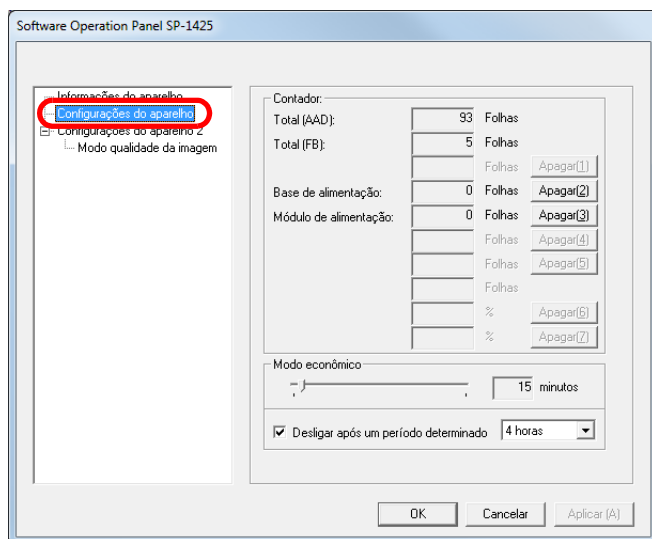 Software Operation Panel SP-1425
Informações do aparelho
Configurações do aparelho
Configurações do aparelho 2
Modo qualidade da imagem
Contador:
Total (AAD): 93 Folhas
Total (FB): 5 Folhas
Folhas Apagar(1)
Base de alimentação: 0 Folhas Apagar(2)
Módulo de alimentação: 0 Folhas Apagar(3)
Folhas Apagar(4)
Folhas Apagar(5)
Folhas
% Apagar(6)
% Apagar(7)
Modo econômico
15 minutos
Desligar após um período determinado 4 horas
OK Cancelar Aplicar (A)